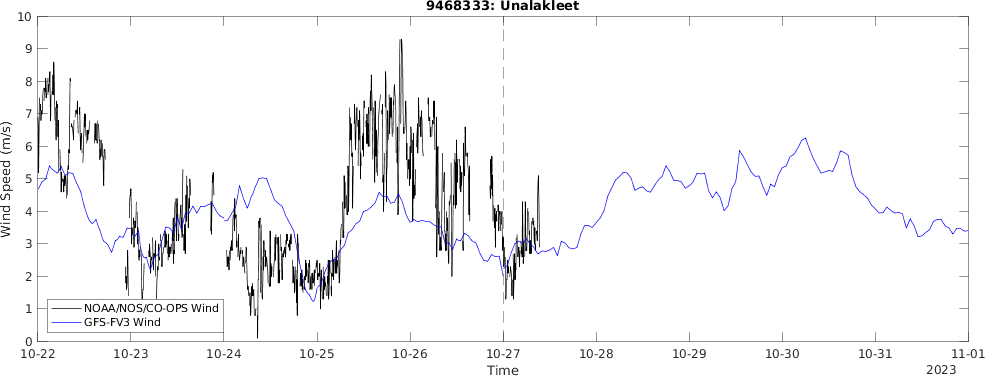 9468333: Unalakleet
Wind Speed (m/s)
10
9
8
7
6
5
4
3
2
1
0
NOAA/NOS/CO-OPS Wind
GFS-FV3 Wind
10-22 10-23 10-24 10-25 10-26 10-27 10-28 10-29 10-30 10-31 11-01
Time
2023